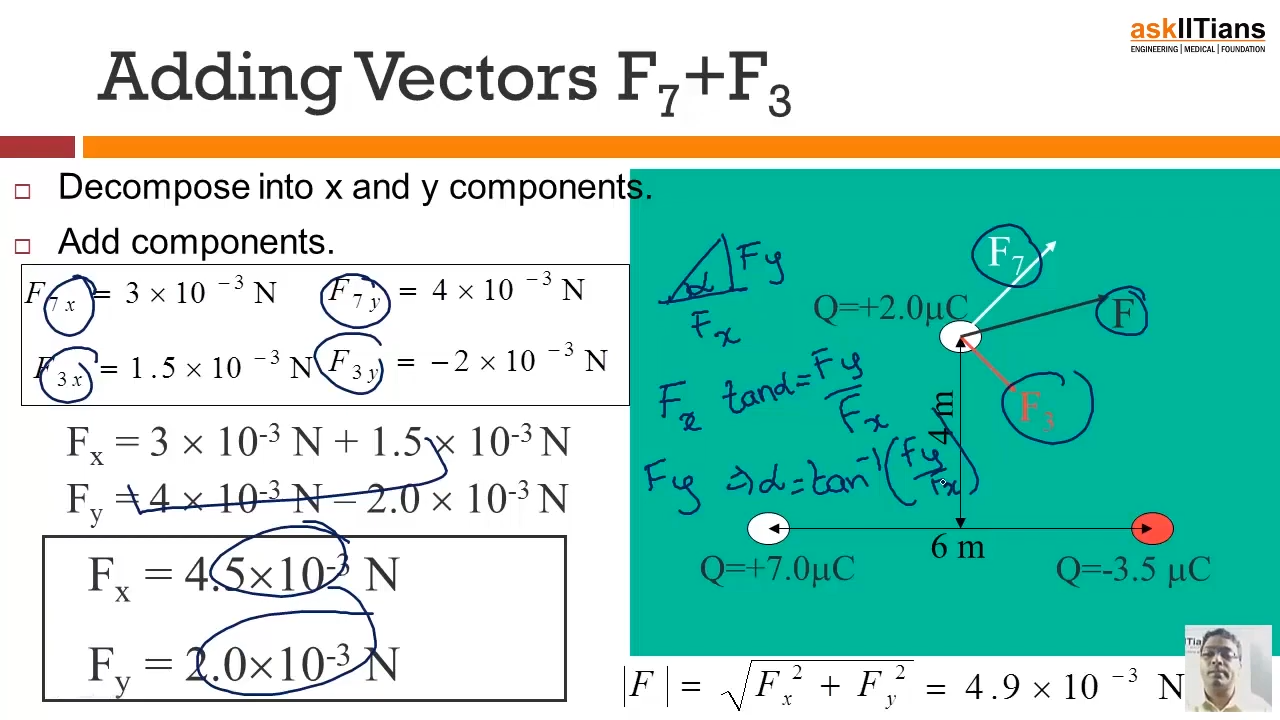 askIITians
ENGINEERING | MEDICAL | FOUNDATION
Adding Vectors F₇+F₃
Decompose into x and y components.
Add components.
F₇ₓ = 3 × 10⁻³ N F₇y = 4 × 10⁻³ N
F₃ₓ = 1.5 × 10⁻³ N F₃y = −2 × 10⁻³ N
Fₓ = 3 × 10⁻³ N + 1.5 × 10⁻³ N
Fy = 4 × 10⁻³ N – 2.0 × 10⁻³ N
Fₓ = 4.5×10⁻³ N
Fy = 2.0×10⁻³ N
F₇
Fy
α
Q=+2.0μC
F
Fx
Fx tanα = Fy/Fx
F₃
4 m
Fy ⇒ α = tan⁻¹(Fy/Fx)
6 m
Q=+7.0μC
Q=-3.5 μC
|F| = √Fₓ² + Fy² = 4.9 × 10⁻³ N